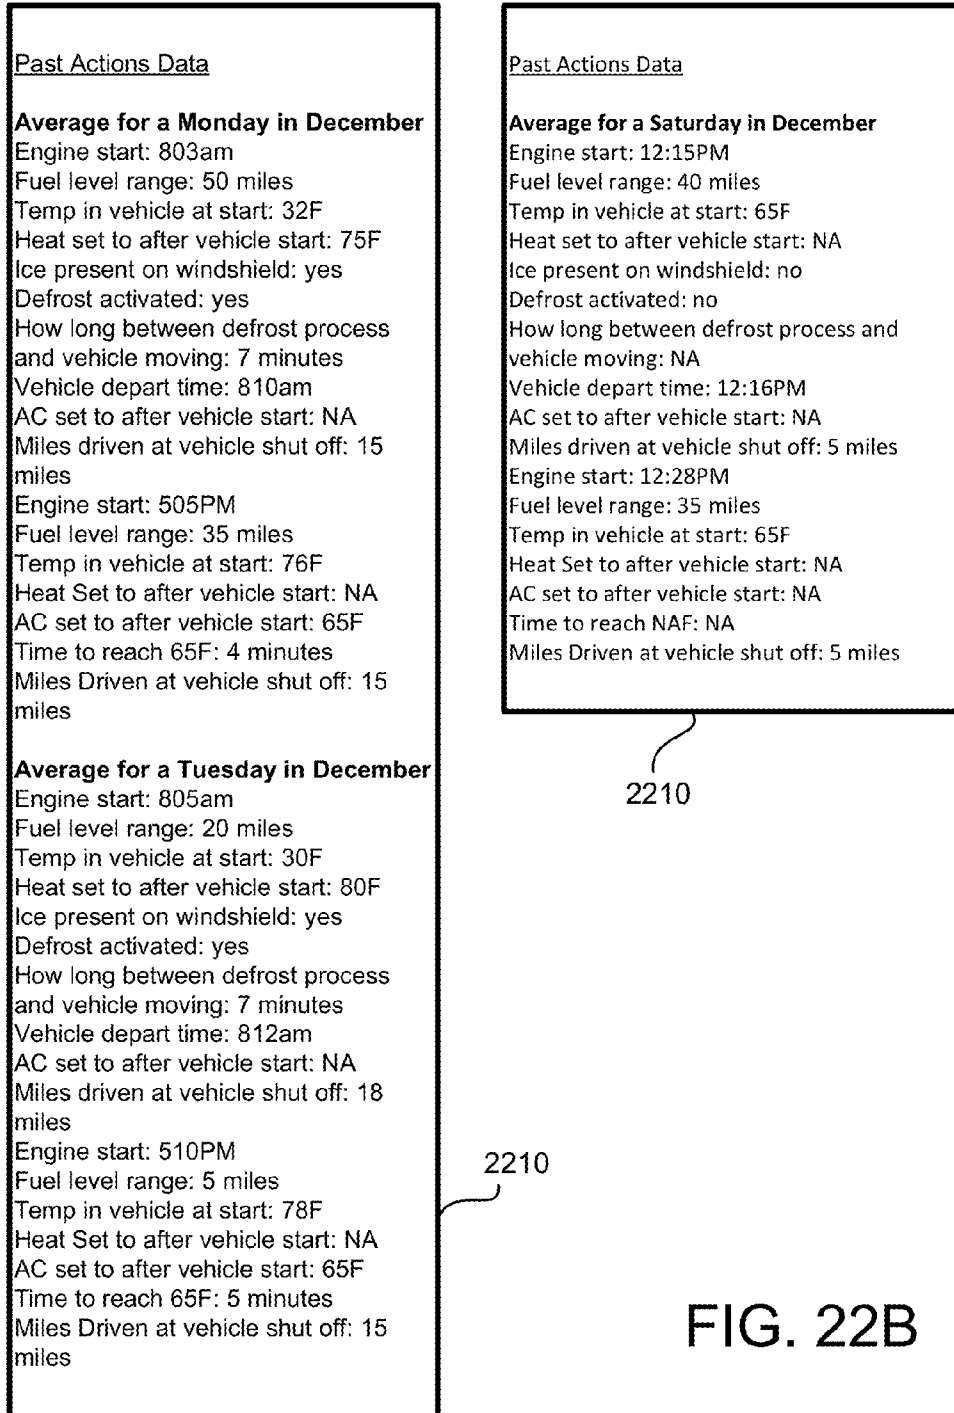 Past Actions Data
Average for a Monday in December
Engine start: 803am
Fuel level range: 50 miles
Temp in vehicle at start: 32F
Heat set to after vehicle start: 75F
Ice present on windshield: yes
Defrost activated: yes
How long between defrost process
and vehicle moving: 7 minutes
Vehicle depart time: 810am
AC set to after vehicle start: NA
Miles driven at vehicle shut off: 15
miles
Engine start: 505PM
Fuel level range: 35 miles
Temp in vehicle at start: 76F
Heat Set to after vehicle start: NA
AC set to after vehicle start: 65F
Time to reach 65F: 4 minutes
Miles Driven at vehicle shut off: 15
miles
Average for a Tuesday in December
Engine start: 805am
Fuel level range: 20 miles
Temp in vehicle at start: 30F
Heat set to after vehicle start: 80F
Ice present on windshield: yes
Defrost activated: yes
How long between defrost process
and vehicle moving: 7 minutes
Vehicle depart time: 812am
AC set to after vehicle start: NA
Miles driven at vehicle shut off: 18
miles
Engine start: 510PM
Fuel level range: 5 miles
Temp in vehicle at start: 78F
Heat Set to after vehicle start: NA
AC set to after vehicle start: 65F
Time to reach 65F: 5 minutes
Miles Driven at vehicle shut off: 15
miles
2210
Past Actions Data
Average for a Saturday in December
Engine start: 12:15PM
Fuel level range: 40 miles
Temp in vehicle at start: 65F
Heat set to after vehicle start: NA
Ice present on windshield: no
Defrost activated: no
How long between defrost process and
vehicle moving: NA
Vehicle depart time: 12:16PM
AC set to after vehicle start: NA
Miles driven at vehicle shut off: 5 miles
Engine start: 12:28PM
Fuel level range: 35 miles
Temp in vehicle at start: 65F
Heat Set to after vehicle start: NA
AC set to after vehicle start: NA
Time to reach NAF: NA
Miles Driven at vehicle shut off: 5 miles
2210
FIG. 22B